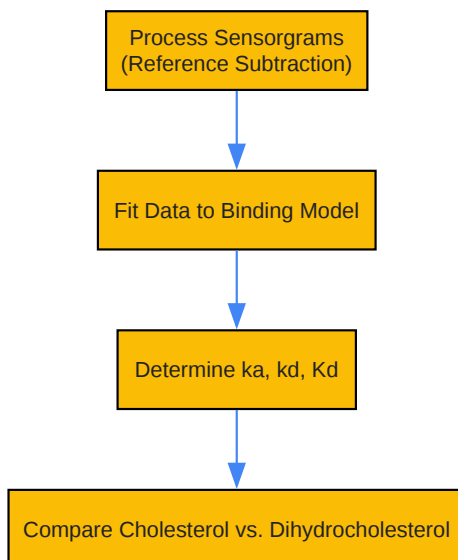 Process Sensorgrams
(Reference Subtraction)
Fit Data to Binding Model
Determine ka, kd, Kd
Compare Cholesterol vs. Dihydrocholesterol